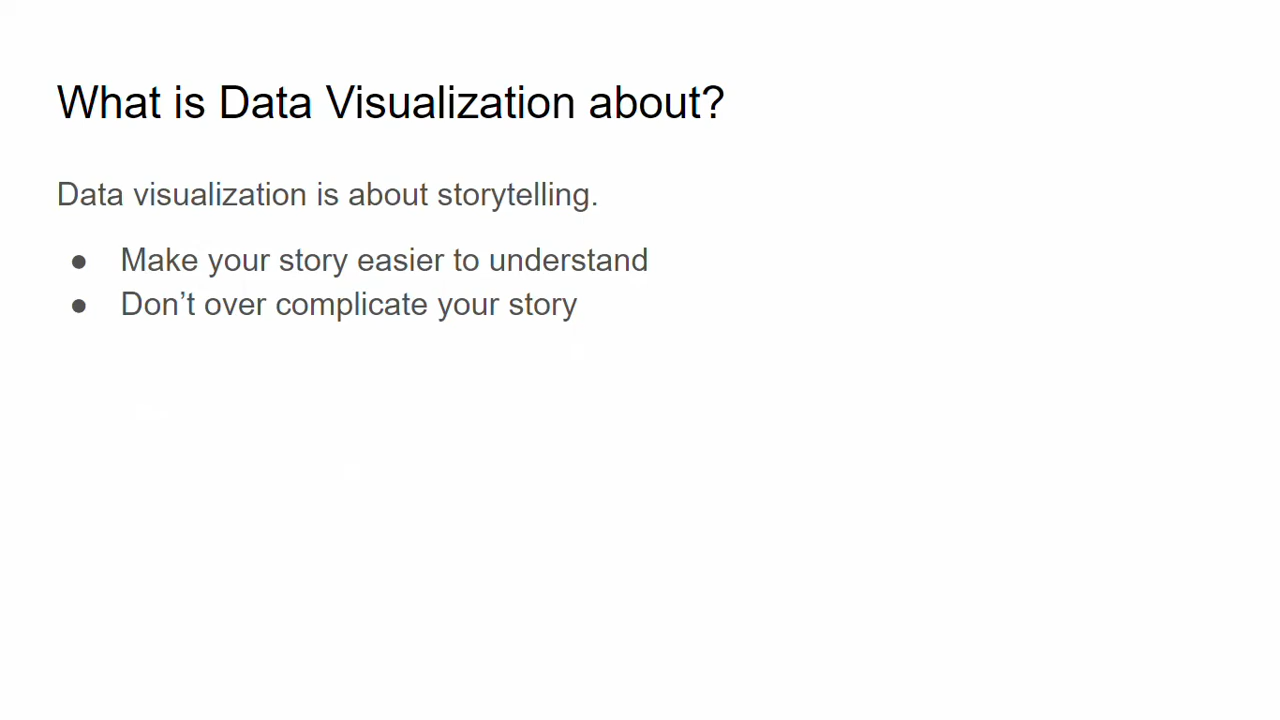 What is Data Visualization about?
Data visualization is about storytelling.
● Make your story easier to understand
● Don’t over complicate your story